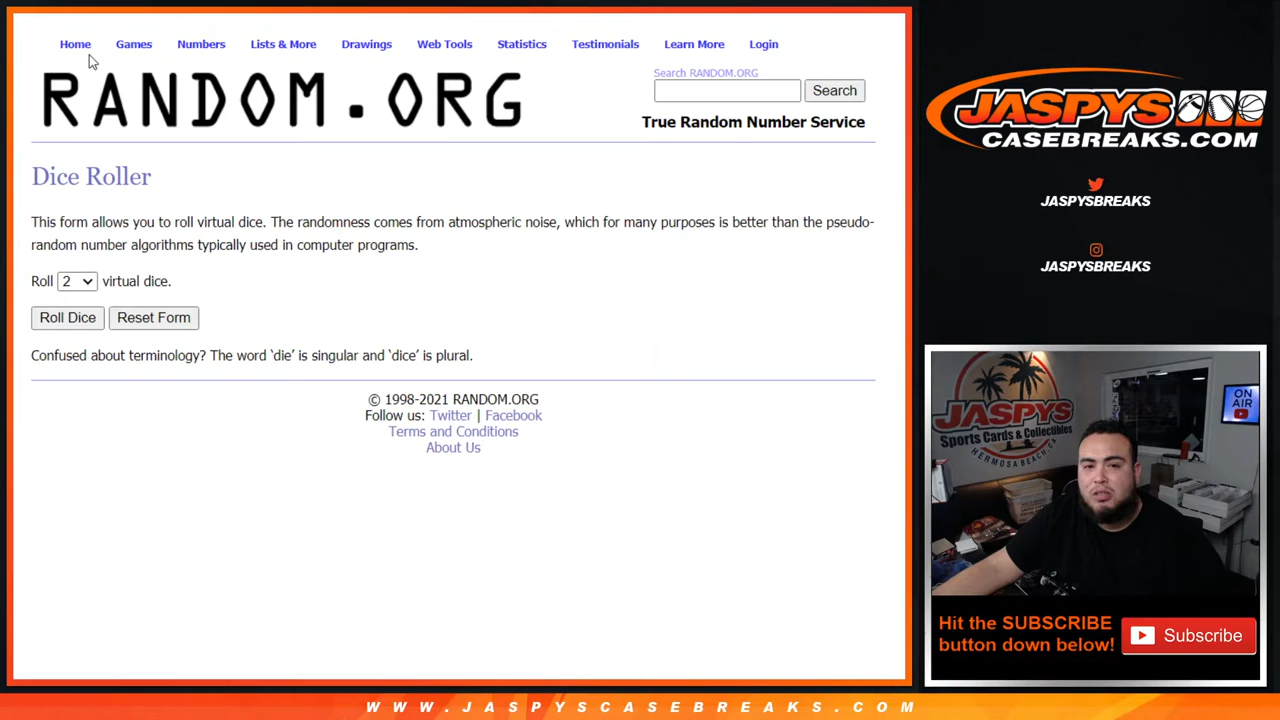 Home Games Numbers Lists & More Drawings Web Tools Statistics Testimonials Learn More Login
RANDOM.ORG
Search RANDOM.ORG
Search
True Random Number Service
Dice Roller
This form allows you to roll virtual dice. The randomness comes from atmospheric noise, which for many purposes is better than the pseudo-
random number algorithms typically used in computer programs.
Roll 2 virtual dice.
Roll Dice Reset Form
Confused about terminology? The word ‘die’ is singular and ‘dice’ is plural.
© 1998-2021 RANDOM.ORG
Follow us: Twitter | Facebook
Terms and Conditions
About Us
JASPYS
CASEBREAKS.COM
JASPYSBREAKS
JASPYSBREAKS
JASPYS
Sports Cards & Collectibles
HERMOSA BEACH, CA
ON
AIR
Hit the SUBSCRIBE
button down below!
Subscribe
WWW.JASPYSCASEBREAKS.COM